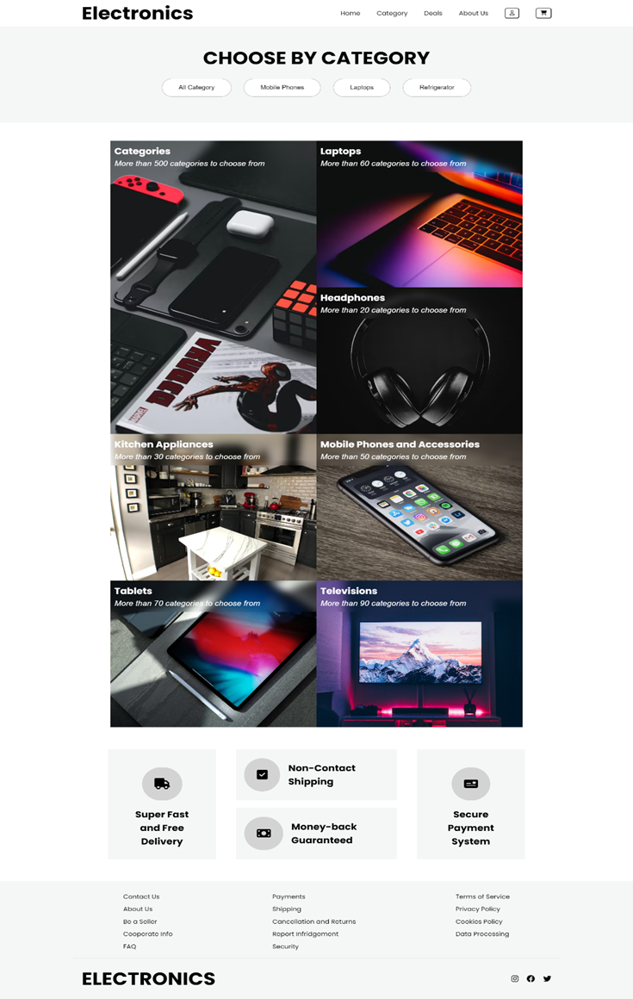 Electronics
Home Category Deals About Us
CHOOSE BY CATEGORY
All Category Mobile Phones Laptops Refrigerator
Categories
More than 500 categories to choose from
Laptops
More than 60 categories to choose from
Headphones
More than 20 categories to choose from
MARVEL
Kitchen Appliances
More than 30 categories to choose from
Mobile Phones and Accessories
More than 50 categories to choose from
Tablets
More than 70 categories to choose from
Televisions
More than 90 categories to choose from
Super Fast
and Free
Delivery
Non-Contact
Shipping
Money-back
Guaranteed
Secure
Payment
System
Contact Us
About Us
Be a Seller
Cooperate Info
FAQ
Payments
Shipping
Cancellation and Returns
Report Infridgement
Security
Terms of Service
Privacy Policy
Cookies Policy
Data Processing
ELECTRONICS